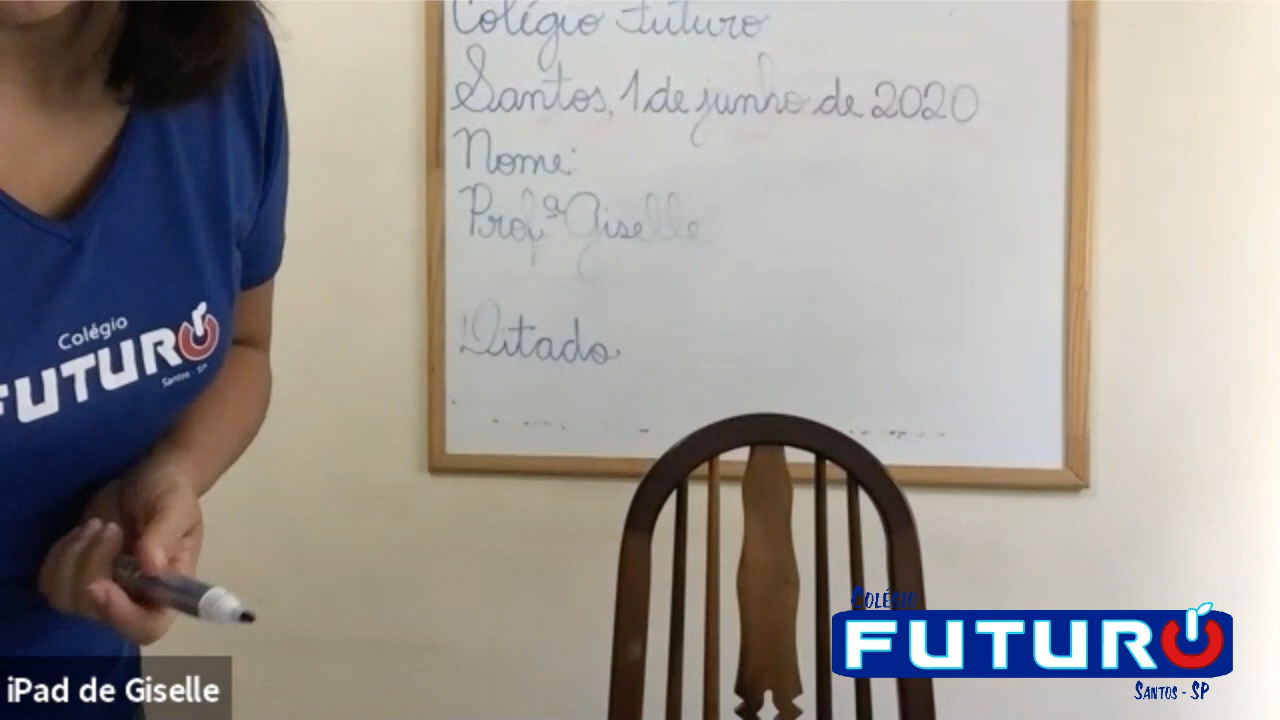 Colégio Futuro
Santos, 1 de junho de 2020
Nome:
Profª Giselle
Ditado
Colégio
FUTURO
Santos - SP
iPad de Giselle
COLÉGIO
FUTURO
SANTOS - SP